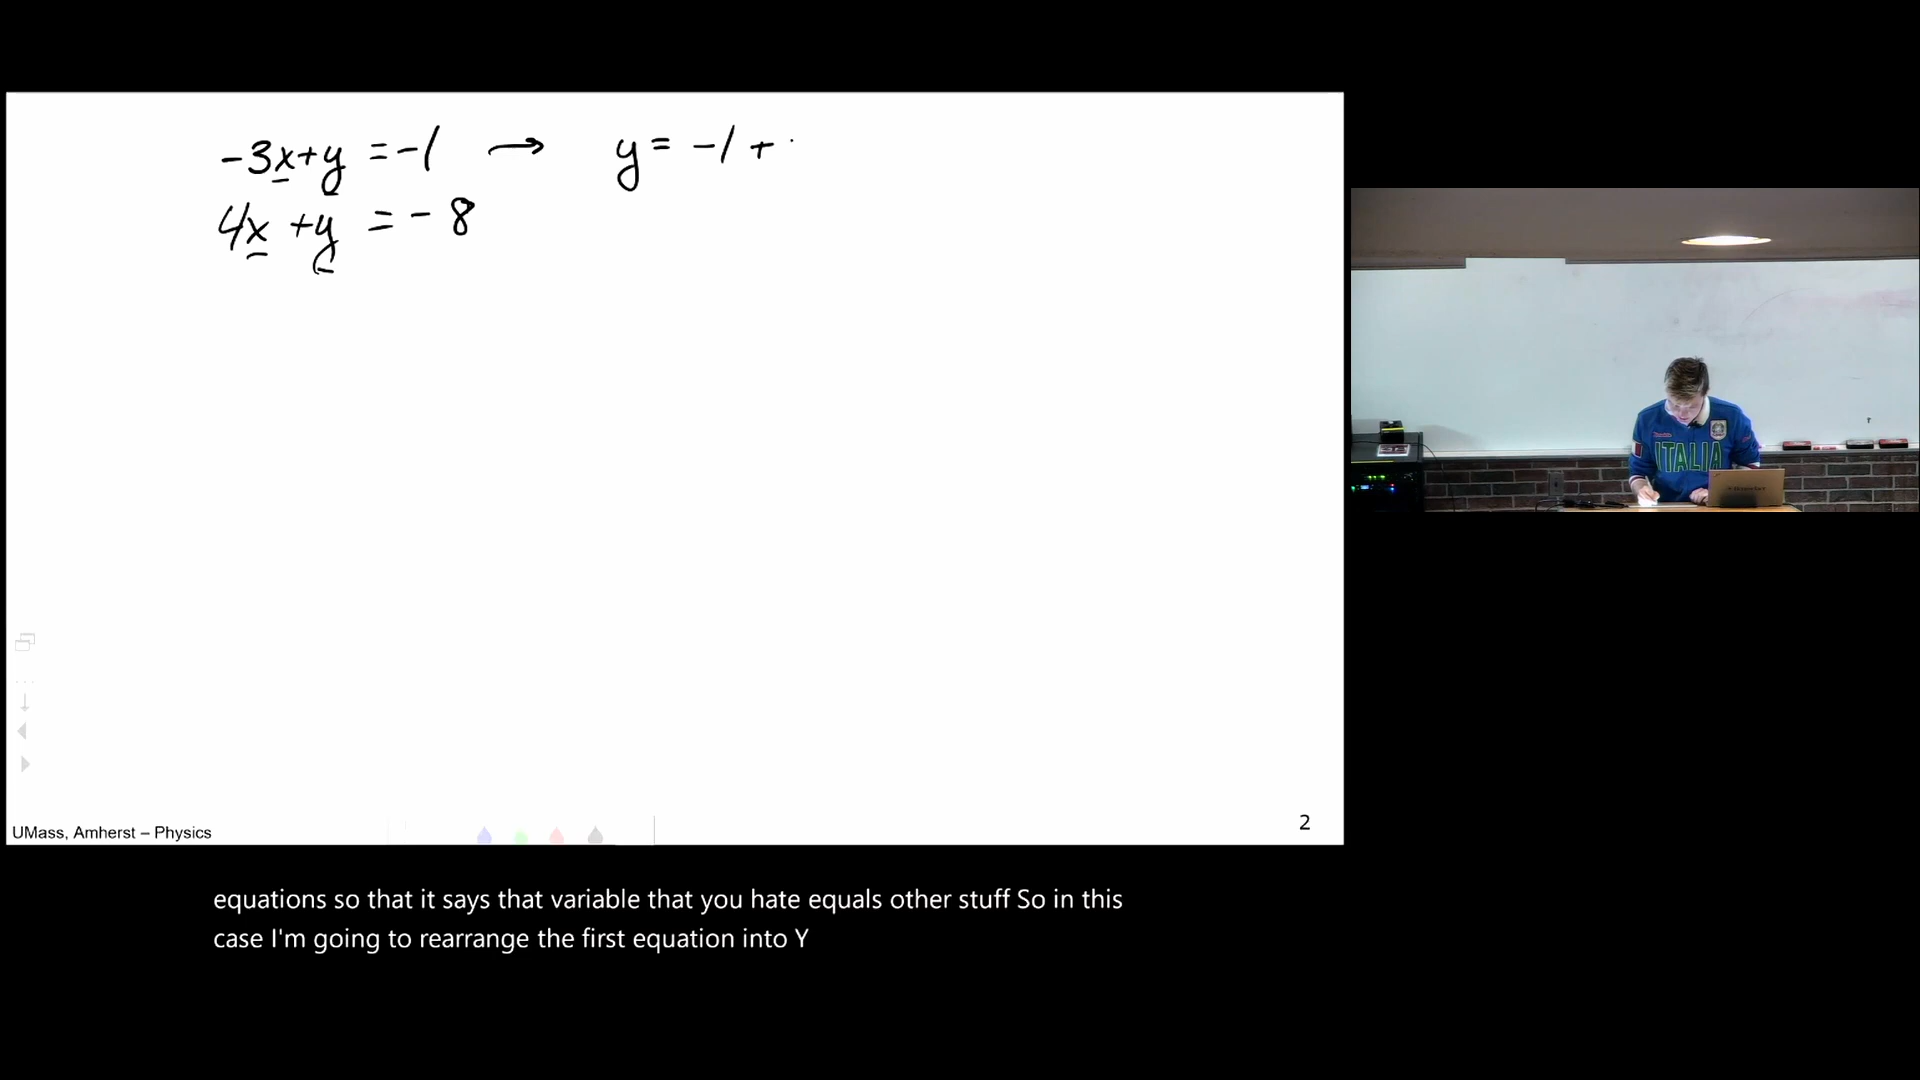 -3x+y =-1 → y= -1 +
4x +y = - 8
ITALIA
UMass, Amherst – Physics
2
equations so that it says that variable that you hate equals other stuff So in this
case I'm going to rearrange the first equation into Y